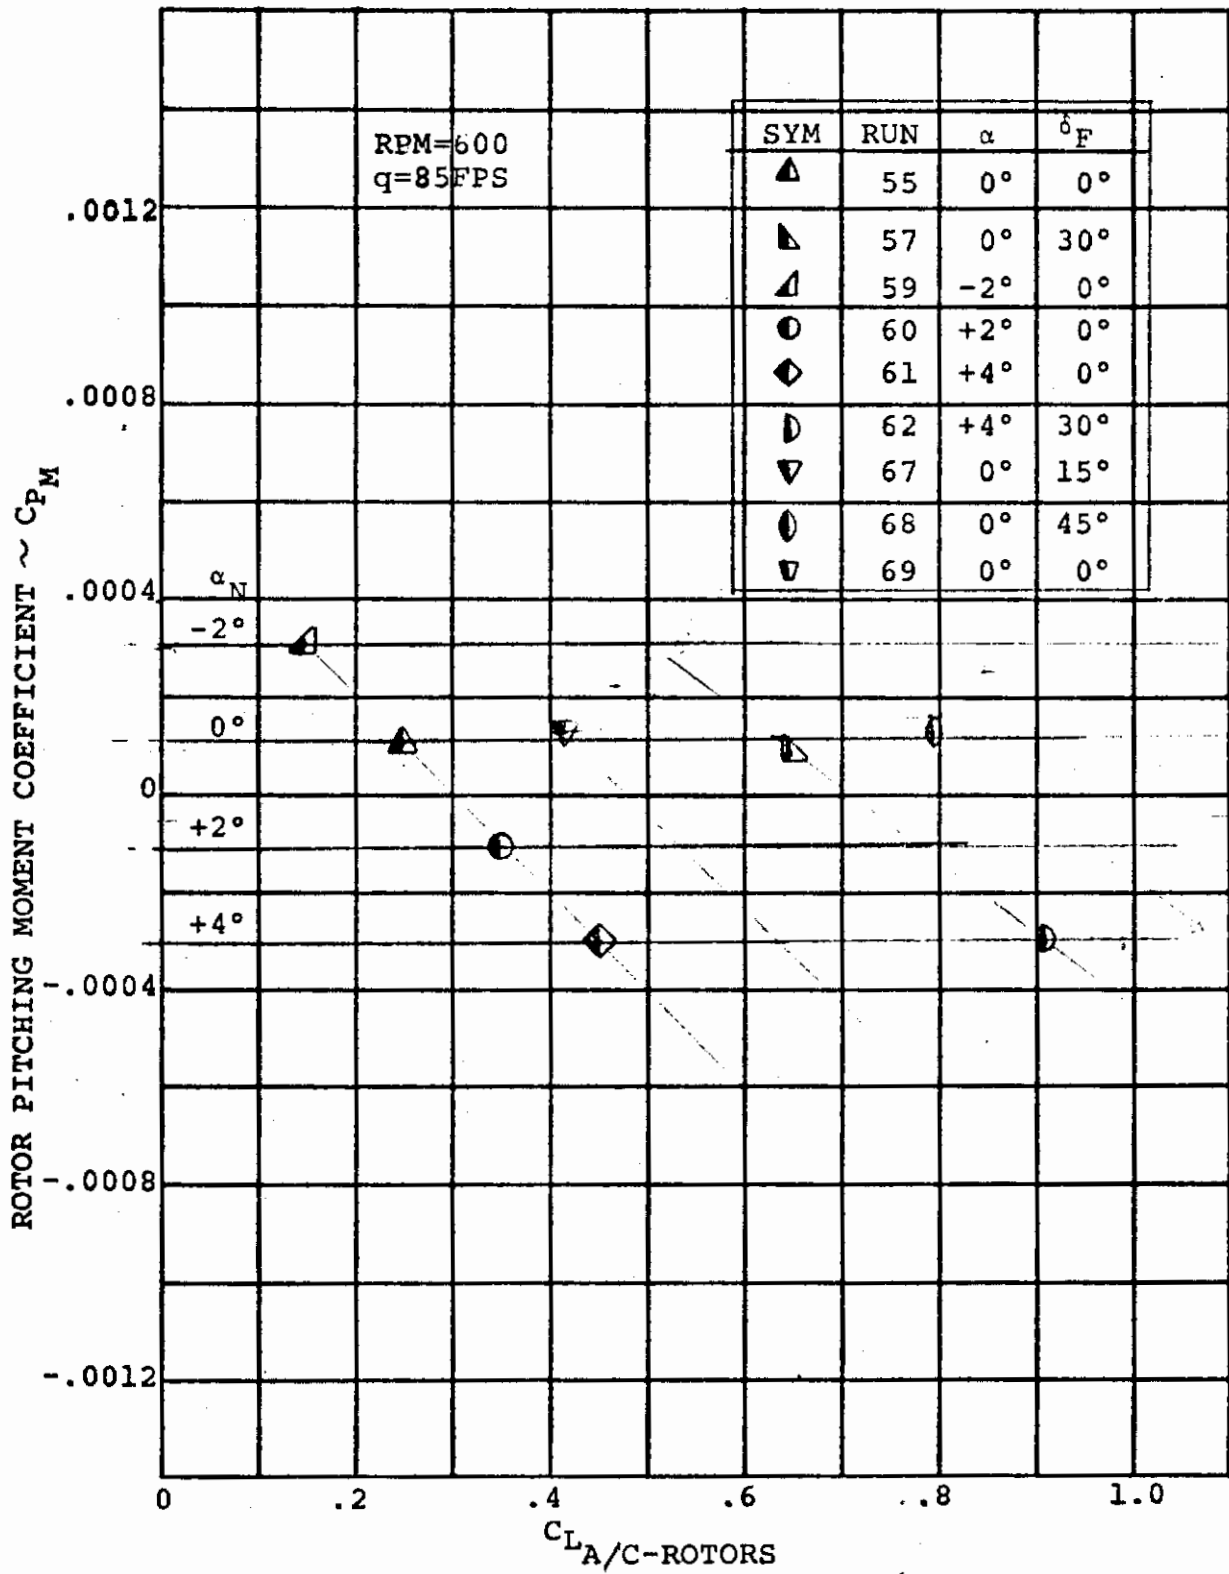 RPM=600
q=85FPS
SYM RUN α δF
55 0° 0°
57 0° 30°
59 -2° 0°
60 +2° 0°
61 +4° 0°
62 +4° 30°
67 0° 15°
68 0° 45°
69 0° 0°
ROTOR PITCHING MOMENT COEFFICIENT ~ CPM
.0012
.0008
.0004
0
-.0004
-.0008
-.0012
αN
-2°
0°
+2°
+4°
0 .2 .4 .6 .8 1.0
CLA/C-ROTORS